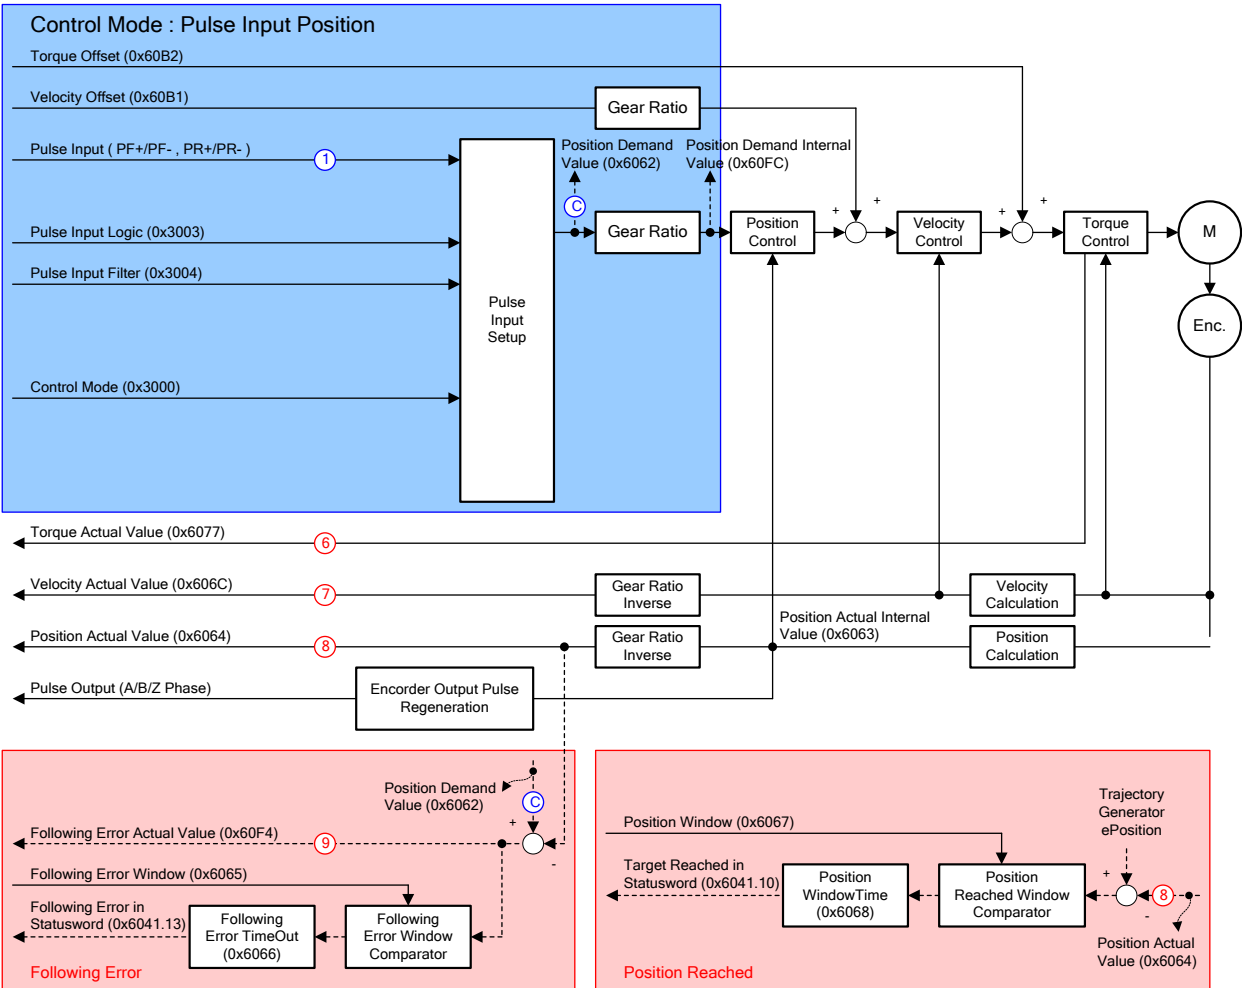 Control Mode : Pulse Input Position
Torque Offset (0x60B2)
Velocity Offset (0x60B1)
Gear Ratio
Pulse Input ( PF+/PF- , PR+/PR- )
1
Position Demand
Value (0x6062)
Position Demand Internal
Value (0x60FC)
C
+
+
+
+
Pulse Input Logic (0x3003)
Gear Ratio
Position
Control
Velocity
Control
Torque
Control
M
Pulse Input Filter (0x3004)
Pulse
Input
Setup
Enc.
Control Mode (0x3000)
Torque Actual Value (0x6077)
6
Velocity Actual Value (0x606C)
7
Gear Ratio
Inverse
Velocity
Calculation
Position Actual Internal
Value (0x6063)
Position Actual Value (0x6064)
8
Gear Ratio
Inverse
Position
Calculation
Pulse Output (A/B/Z Phase)
Encorder Output Pulse
Regeneration
Position Demand
Value (0x6062)
C
+
-
Following Error Actual Value (0x60F4)
9
Following Error Window (0x6065)
Following Error in
Statusword (0x6041.13)
Following
Error TimeOut
(0x6066)
Following
Error Window
Comparator
Following Error
Trajectory
Generator
ePosition
Position Window (0x6067)
Target Reached in
Statusword (0x6041.10)
Position
WindowTime
(0x6068)
Position
Reached Window
Comparator
+
-
8
Position Actual
Value (0x6064)
Position Reached